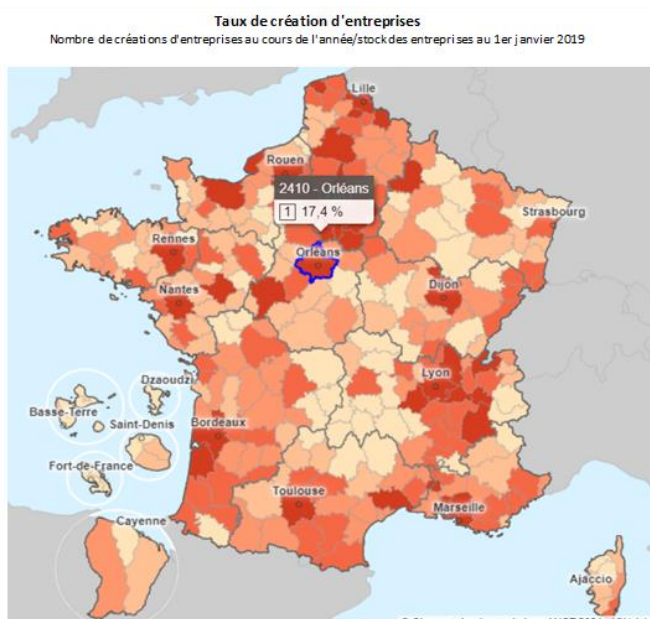 Taux de création d'entreprises
Nombre de créations d'entreprises au cours de l'année/stock des entreprises au 1er janvier 2019
Lille
Rouen
2410 - Orléans
1 17,4 %
Strasbourg
Rennes
Orléans
Dijon
Nantes
Lyon
Dzaoudzi
Basse-Terre
Saint-Denis
Bordeaux
Fort-de-France
Toulouse
Marseille
Cayenne
Ajaccio